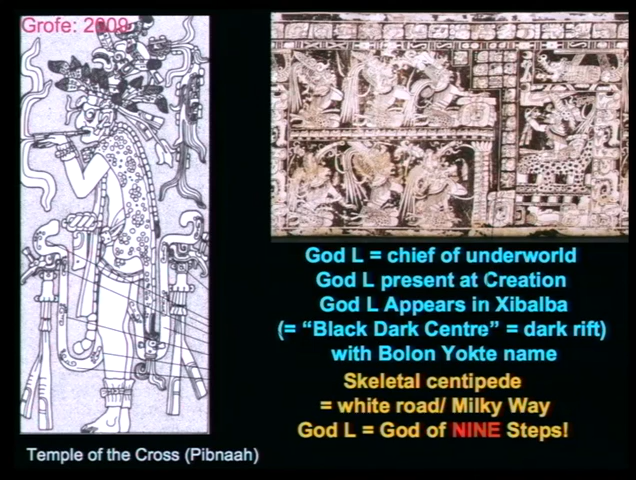 Grofe: 2009
God L = chief of underworld
God L present at Creation
God L Appears in Xibalba
(= “Black Dark Centre” = dark rift)
with Bolon Yokte name
Skeletal centipede
= white road/ Milky Way
God L = God of NINE Steps!
Temple of the Cross (Pibnaah)